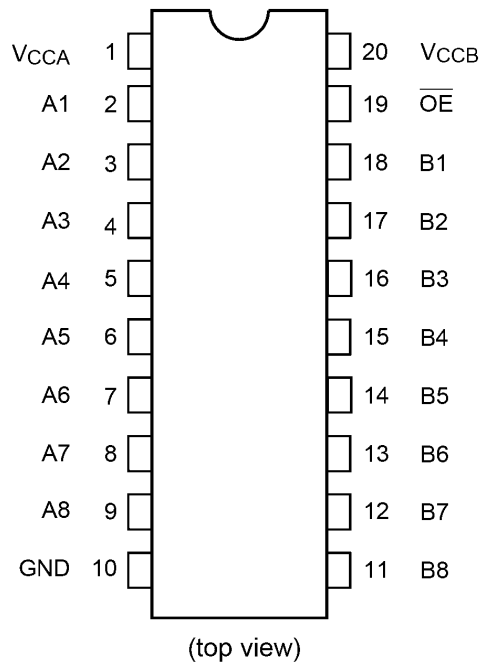 VCCA 1 20 VCCB
A1 2 19 O̅E̅
A2 3 18 B1
A3 4 17 B2
A4 5 16 B3
A5 6 15 B4
A6 7 14 B5
A7 8 13 B6
A8 9 12 B7
GND 10 11 B8
(top view)